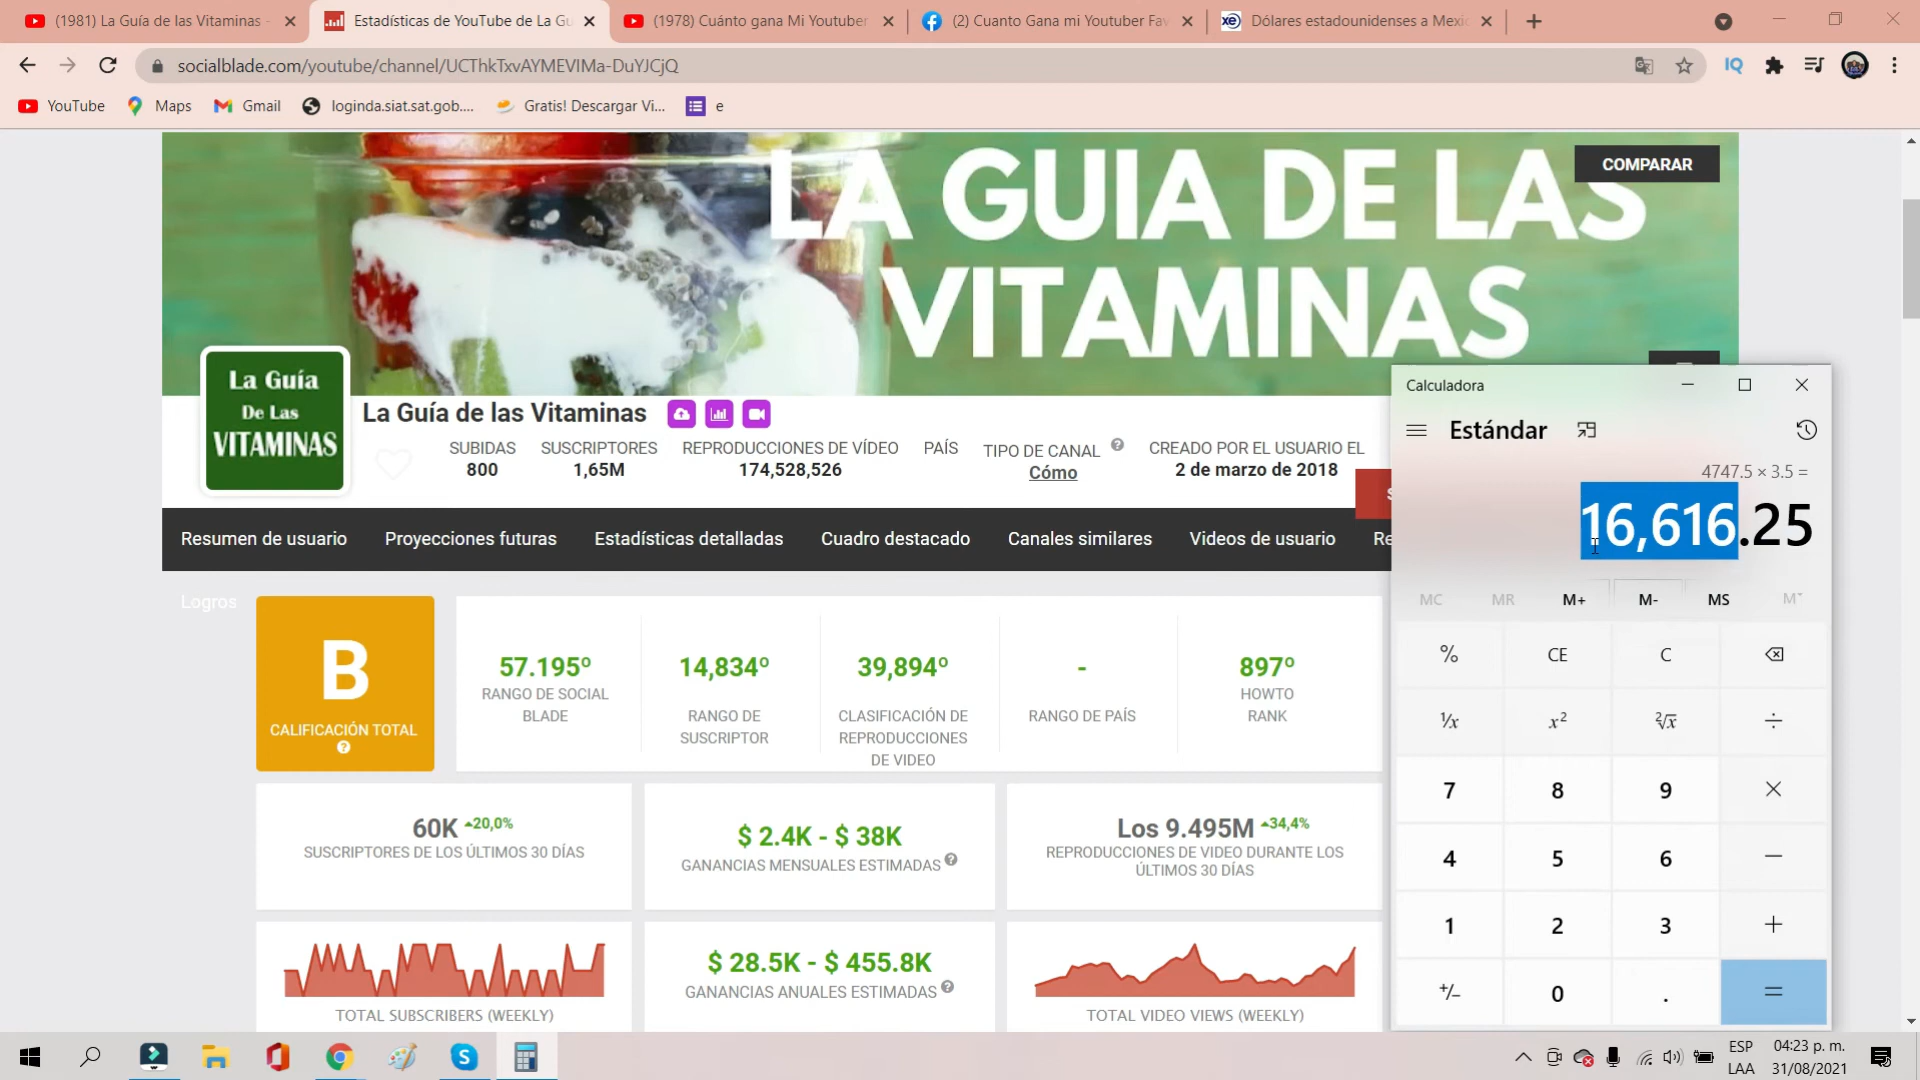 (1981) La Guía de las Vitaminas -
Estadísticas de YouTube de La Gu
(1978) Cuánto gana Mi Youtuber
(2) Cuanto Gana mi Youtuber Fav
Dólares estadounidenses a Mexic
socialblade.com/youtube/channel/UCThkTxvAYMEVIMa-DuYJCjQ
YouTube
Maps
Gmail
loginda.siat.sat.gob....
Gratis! Descargar Vi...
e
LA GUIA DE LAS
VITAMINAS
COMPARAR
La Guía
De Las
VITAMINAS
La Guía de las Vitaminas
SUBIDAS
800
SUSCRIPTORES
1,65M
REPRODUCCIONES DE VÍDEO
174,528,526
PAÍS
TIPO DE CANAL
Cómo
CREADO POR EL USUARIO EL
2 de marzo de 2018
Resumen de usuario
Proyecciones futuras
Estadísticas detalladas
Cuadro destacado
Canales similares
Videos de usuario
Re
Logros
B
CALIFICACIÓN TOTAL
57.195º
RANGO DE SOCIAL
BLADE
14,834º
RANGO DE
SUSCRIPTOR
39,894º
CLASIFICACIÓN DE
REPRODUCCIONES
DE VIDEO
-
RANGO DE PAÍS
897º
HOWTO
RANK
60K 20,0%
SUSCRIPTORES DE LOS ÚLTIMOS 30 DÍAS
$ 2.4K - $ 38K
GANANCIAS MENSUALES ESTIMADAS
Los 9.495M 34,4%
REPRODUCCIONES DE VIDEO DURANTE LOS
ÚLTIMOS 30 DÍAS
TOTAL SUBSCRIBERS (WEEKLY)
$ 28.5K - $ 455.8K
GANANCIAS ANUALES ESTIMADAS
TOTAL VIDEO VIEWS (WEEKLY)
Calculadora
Estándar
4747.5 × 3.5 =
16,616.25
MC MR M+ M- MS M˅
% CE C
¹/x x² ²√x ÷
7 8 9 ×
4 5 6 −
1 2 3 +
+/− 0 . =
ESP
LAA
04:23 p. m.
31/08/2021